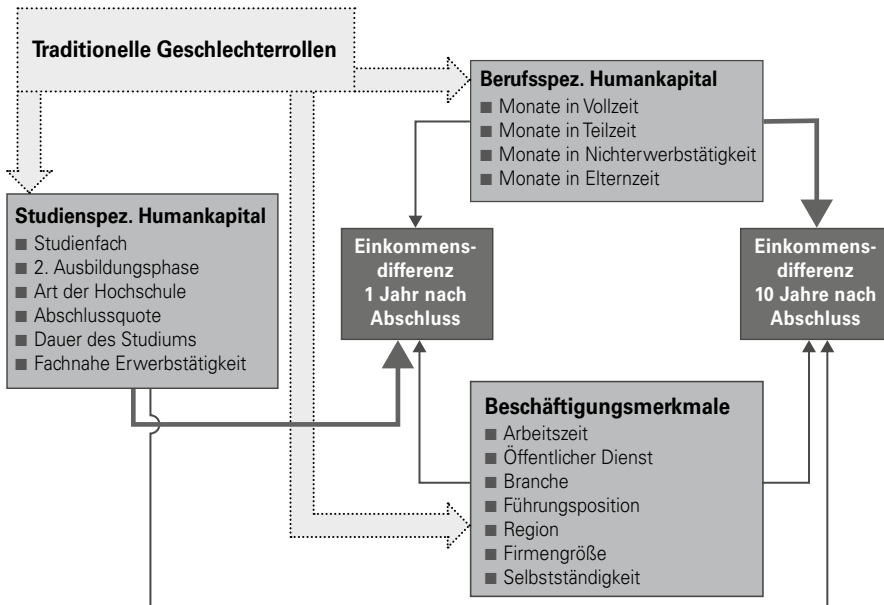 Traditionelle Geschlechterrollen
Berufsspez. Humankapital
■ Monate in Vollzeit
■ Monate in Teilzeit
■ Monate in Nichterwerbstätigkeit
■ Monate in Elternzeit
Studienspez. Humankapital
■ Studienfach
■ 2. Ausbildungsphase
■ Art der Hochschule
■ Abschlussquote
■ Dauer des Studiums
■ Fachnahe Erwerbstätigkeit
Einkommens-
differenz
1 Jahr nach
Abschluss
Einkommens-
differenz
10 Jahre nach
Abschluss
Beschäftigungsmerkmale
■ Arbeitszeit
■ Öffentlicher Dienst
■ Branche
■ Führungsposition
■ Region
■ Firmengröße
■ Selbstständigkeit